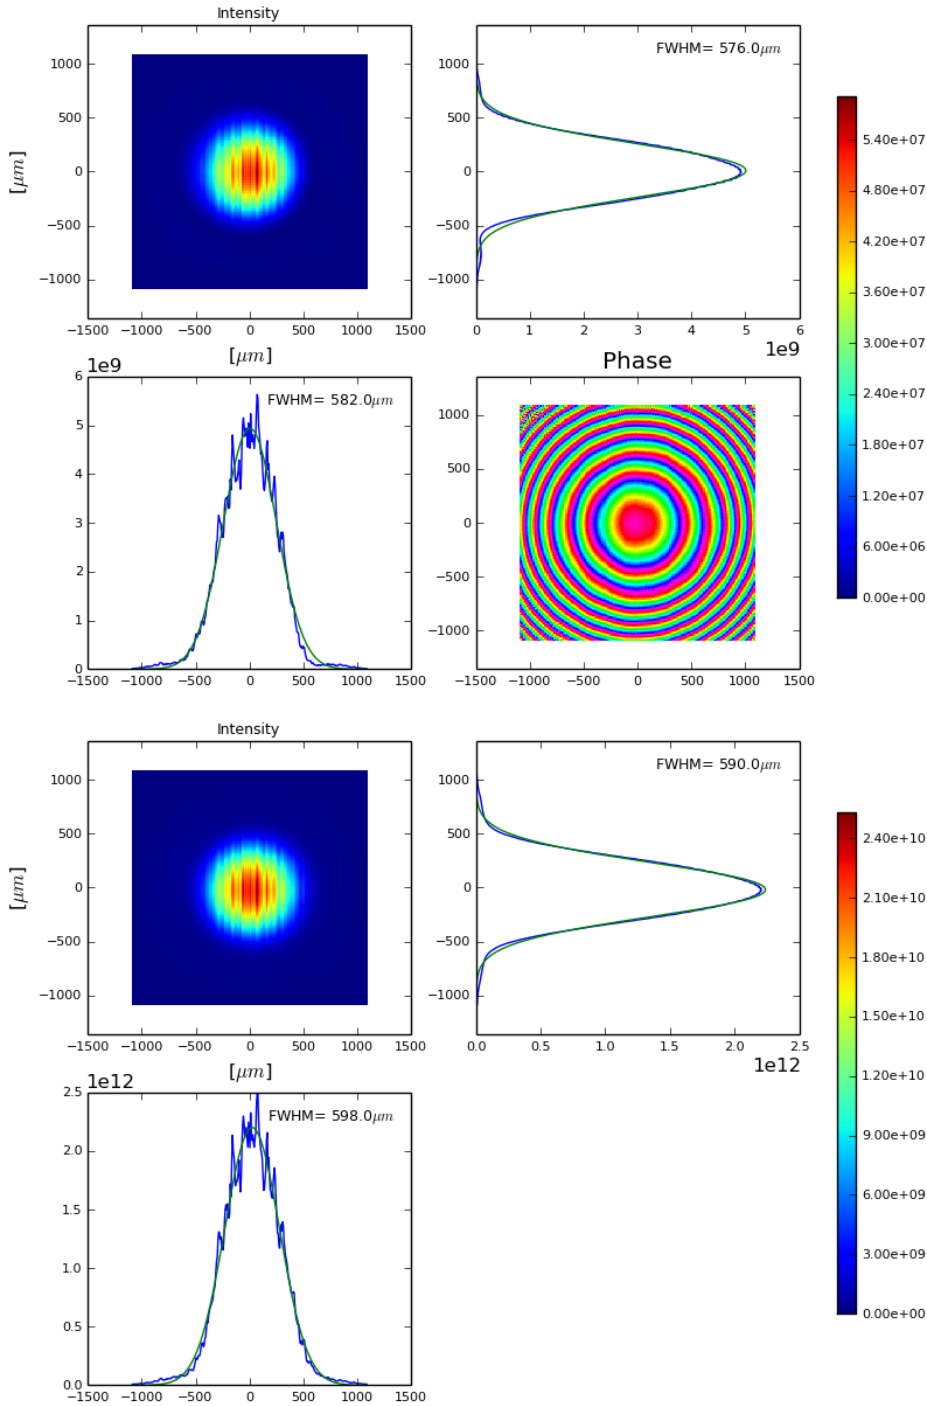 Intensity
1000
500
0
−500
−1000
[μm]
−1500 −1000 −500 0 500 1000 1500
[μm]
FWHM= 576.0μm
1000
500
0
−500
−1000
0 1 2 3 4 5 6
1e9
5.40e+07
4.80e+07
4.20e+07
3.60e+07
3.00e+07
2.40e+07
1.80e+07
1.20e+07
6.00e+06
0.00e+00
1e9
FWHM= 582.0μm
6
5
4
3
2
1
0
−1500 −1000 −500 0 500 1000 1500
Phase
1000
500
0
−500
−1000
−1500 −1000 −500 0 500 1000 1500
Intensity
1000
500
0
−500
−1000
[μm]
−1500 −1000 −500 0 500 1000 1500
[μm]
FWHM= 590.0μm
1000
500
0
−500
−1000
0.0 0.5 1.0 1.5 2.0 2.5
1e12
2.40e+10
2.10e+10
1.80e+10
1.50e+10
1.20e+10
9.00e+09
6.00e+09
3.00e+09
0.00e+00
1e12
FWHM= 598.0μm
2.5
2.0
1.5
1.0
0.5
0.0
−1500 −1000 −500 0 500 1000 1500